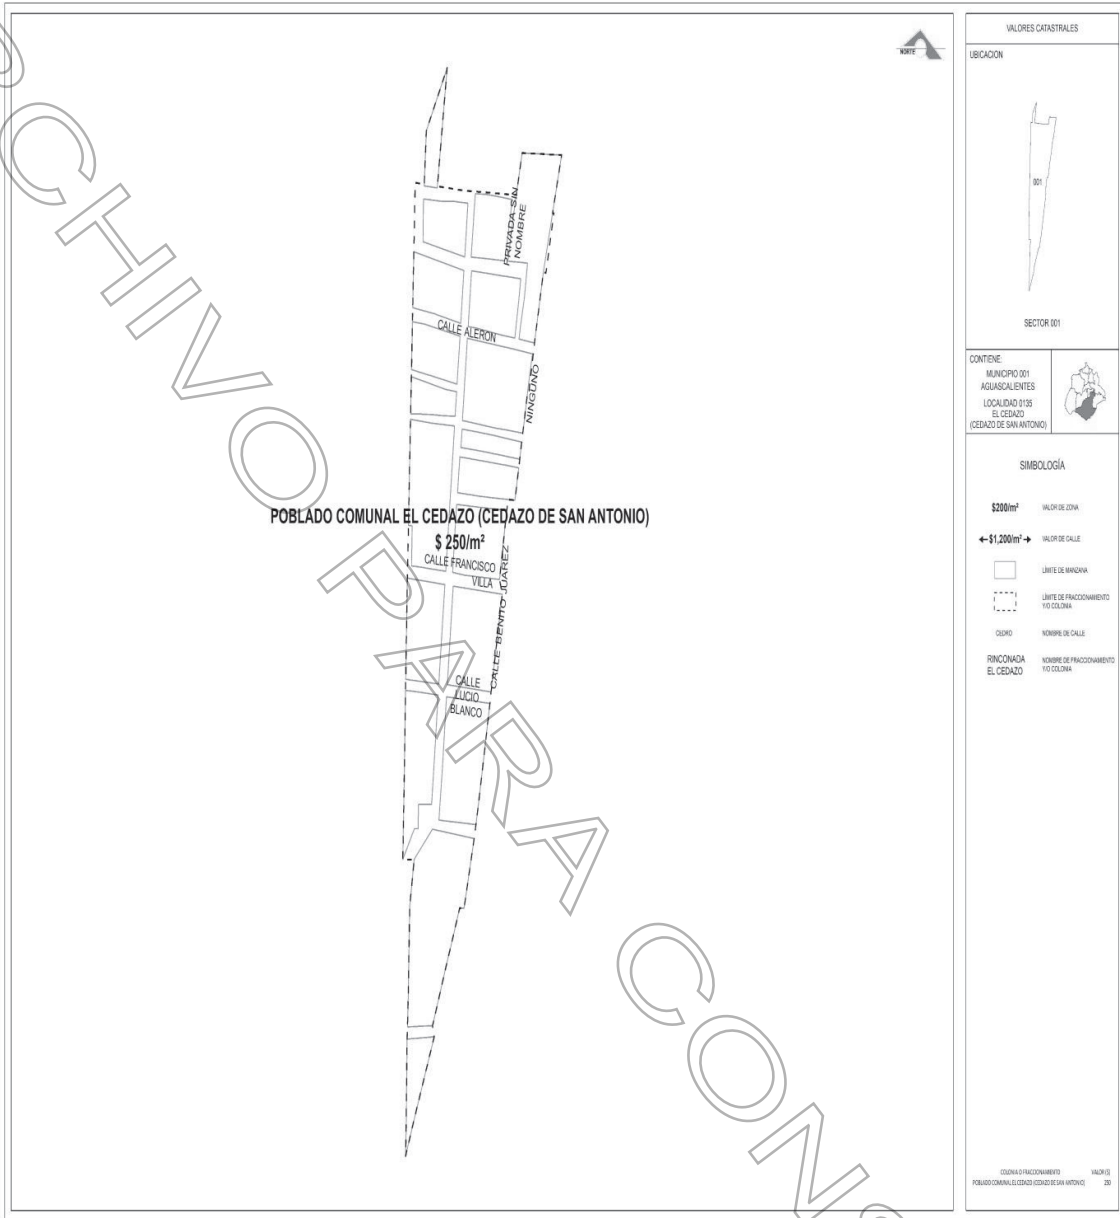 NORTE
PRIVADA SIN
NOMBRE
CALLE ALERON
NINGUNO
POBLADO COMUNAL EL CEDAZO (CEDAZO DE SAN ANTONIO)
$ 250/m²
CALLE FRANCISCO
VILLA
CALLE BENITO JUAREZ
CALLE
LUCIO
BLANCO
RCHIVO PARA CONS
VALORES CATASTRALES
UBICACION
001
SECTOR 001
CONTIENE:
MUNICIPIO 001
AGUASCALIENTES
LOCALIDAD 0135
EL CEDAZO
(CEDAZO DE SAN ANTONIO)
SIMBOLOGÍA
$200/m² VALOR DE ZONA
$1,200/m² VALOR DE CALLE
LÍMITE DE MANZANA
LÍMITE DE FRACCIONAMIENTO
Y/O COLONIA
CEDRO NOMBRE DE CALLE
RINCONADA
EL CEDAZO
NOMBRE DE FRACCIONAMIENTO
Y/O COLONIA
COLONIA O FRACCIONAMIENTO VALOR ($)
POBLADO COMUNAL EL CEDAZO (CEDAZO DE SAN ANTONIO) 250